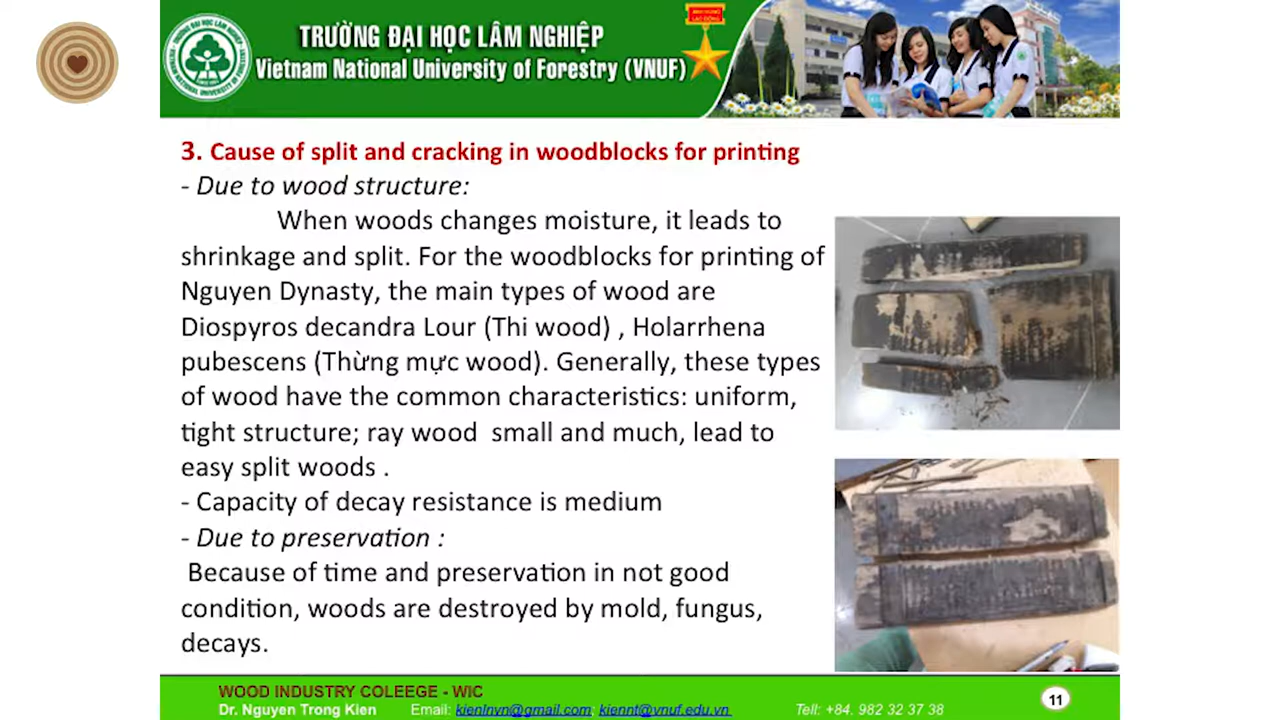 TRƯỜNG ĐẠI HỌC LÂM NGHIỆP
Vietnam National University of Forestry (VNUF)
3. Cause of split and cracking in woodblocks for printing
- Due to wood structure:
When woods changes moisture, it leads to
shrinkage and split. For the woodblocks for printing of
Nguyen Dynasty, the main types of wood are
Diospyros decandra Lour (Thi wood) , Holarrhena
pubescens (Thừng mực wood). Generally, these types
of wood have the common characteristics: uniform,
tight structure; ray wood small and much, lead to
easy split woods .
- Capacity of decay resistance is medium
- Due to preservation :
Because of time and preservation in not good
condition, woods are destroyed by mold, fungus,
decays.
WOOD INDUSTRY COLEEGE - WIC
Dr. Nguyen Trong Kien Email: kienlnvn@gmail.com; kiennt@vnuf.edu.vn Tell: +84. 982 32 37 38
11